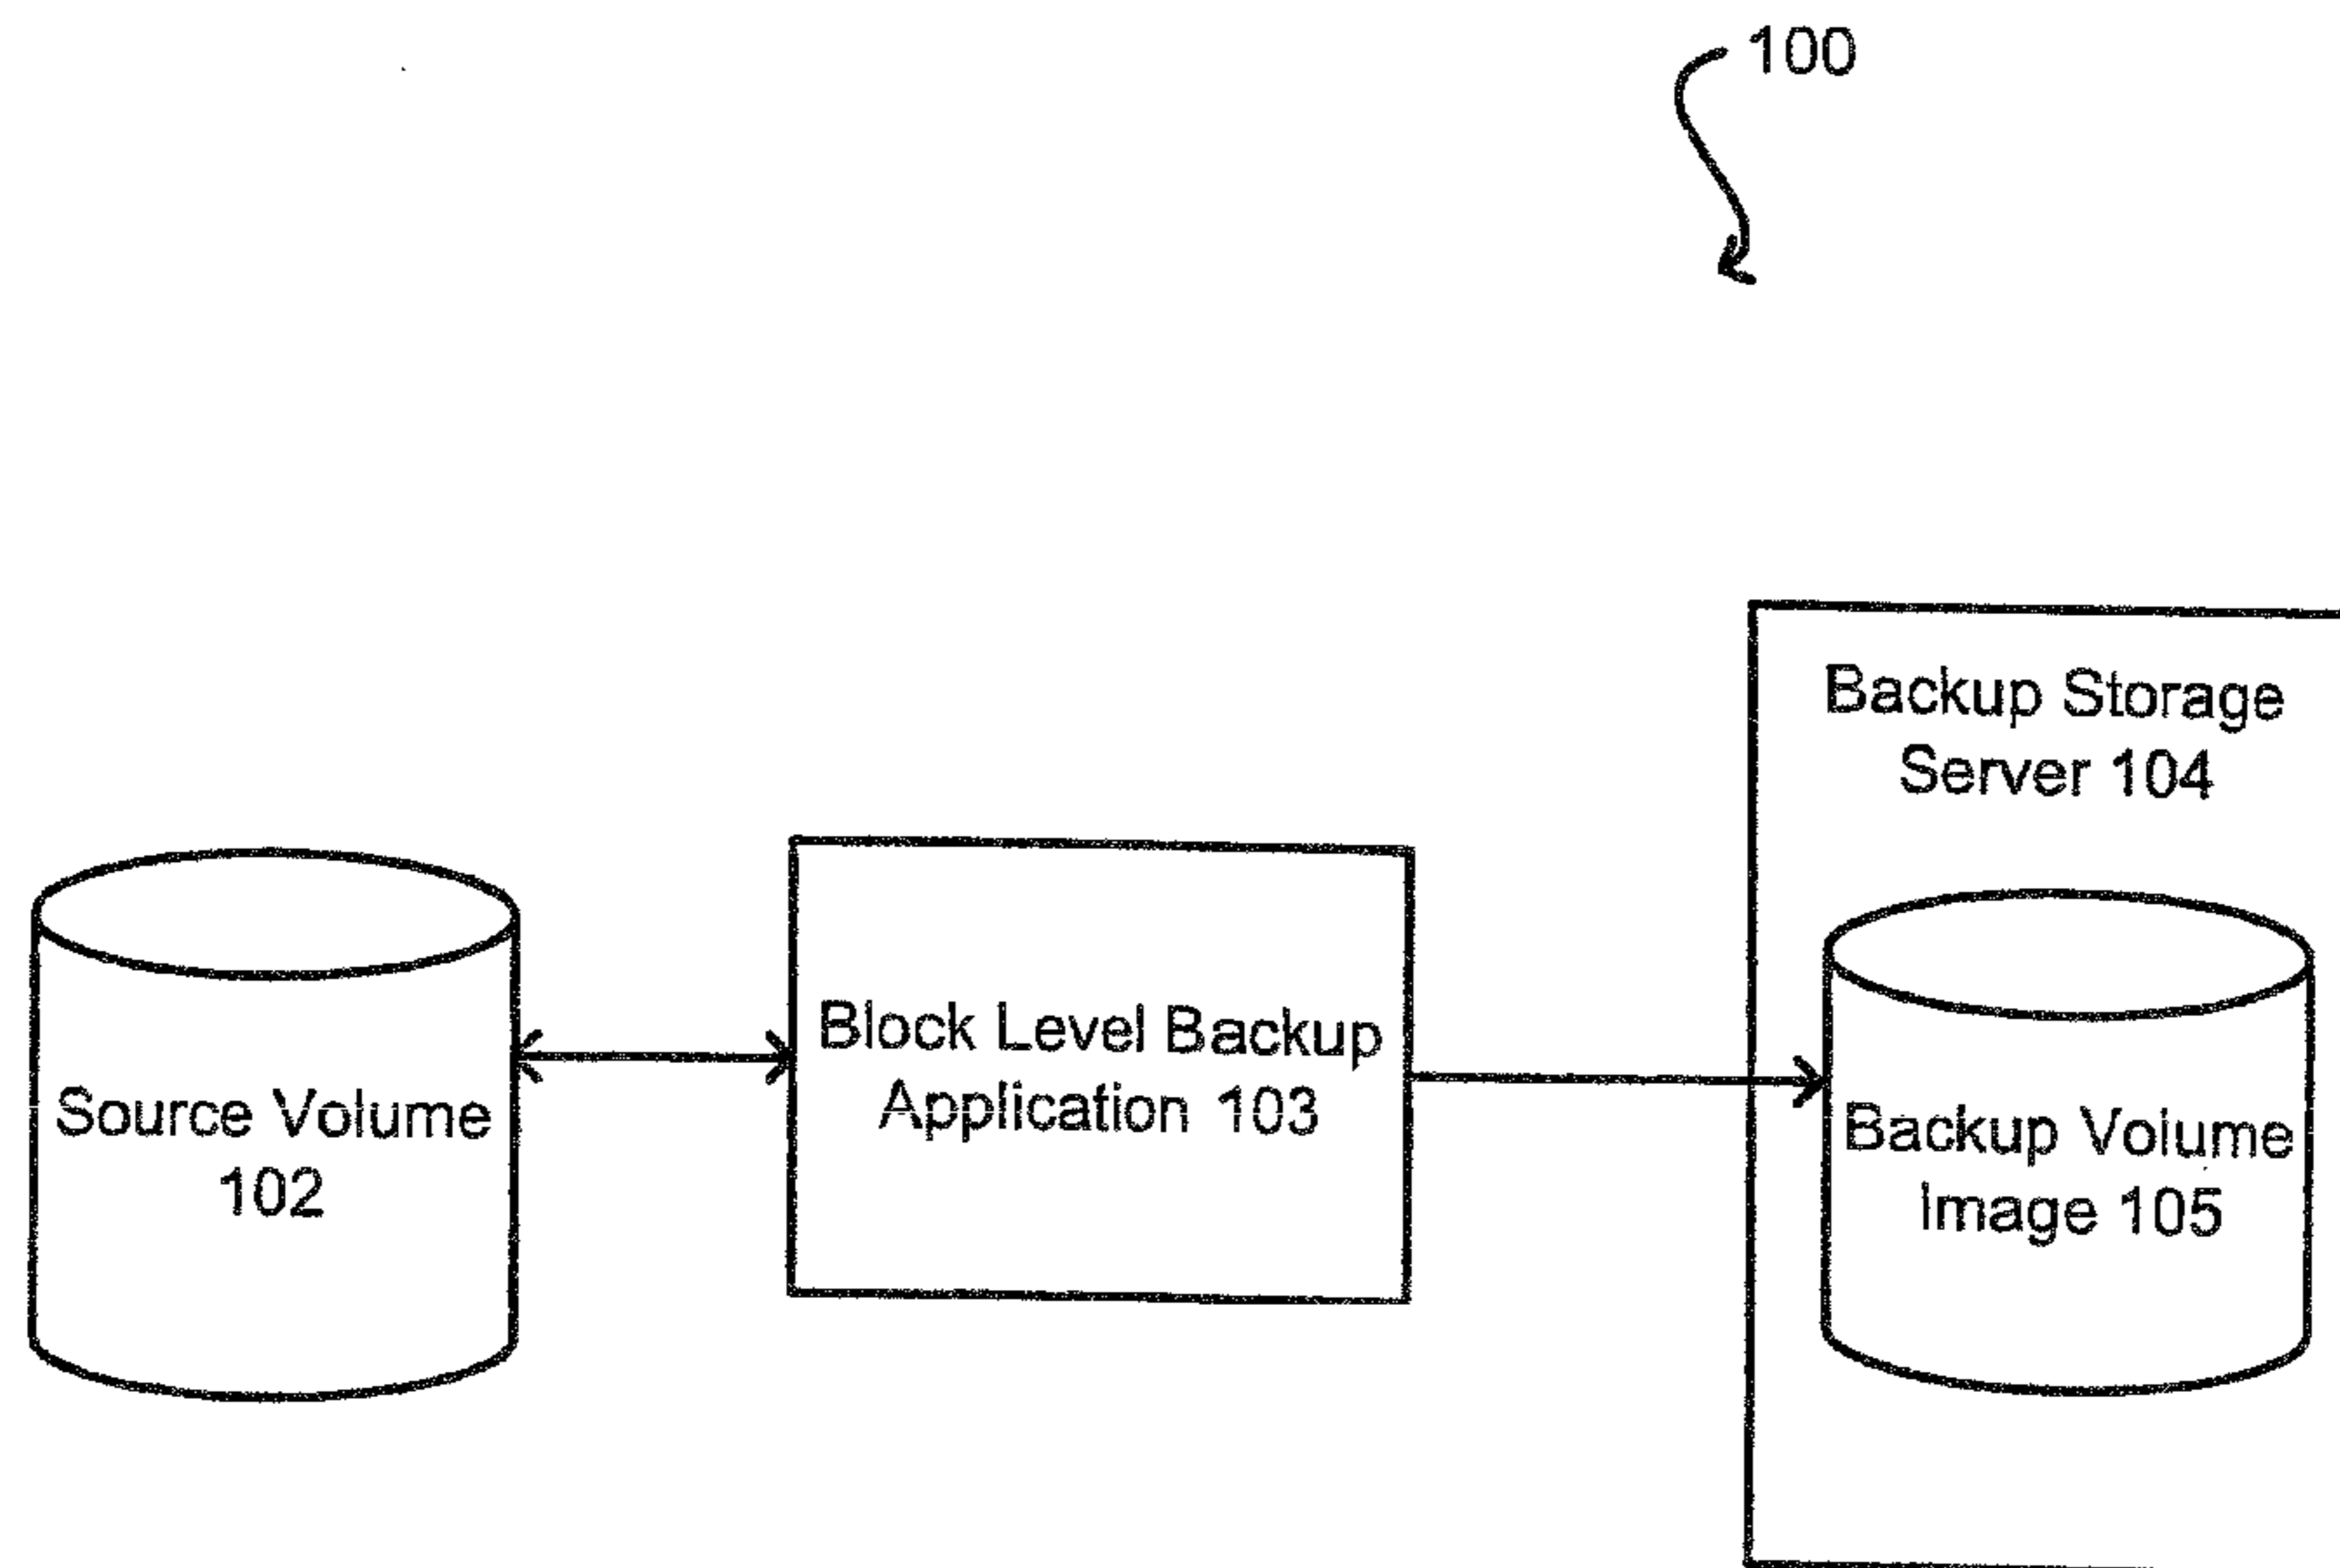 100
Backup Storage
Server 104
Source Volume
102
Block Level Backup
Application 103
Backup Volume
Image 105